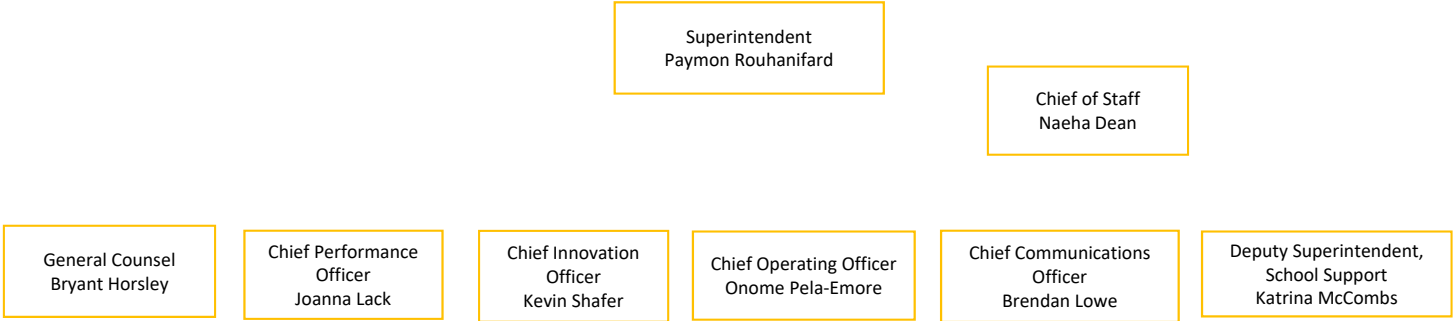 Superintendent
Paymon Rouhanifard
Chief of Staff
Naeha Dean
General Counsel
Bryant Horsley
Chief Performance
Officer
Joanna Lack
Chief Innovation
Officer
Kevin Shafer
Chief Operating Officer
Onome Pela-Emore
Chief Communications
Officer
Brendan Lowe
Deputy Superintendent,
School Support
Katrina McCombs